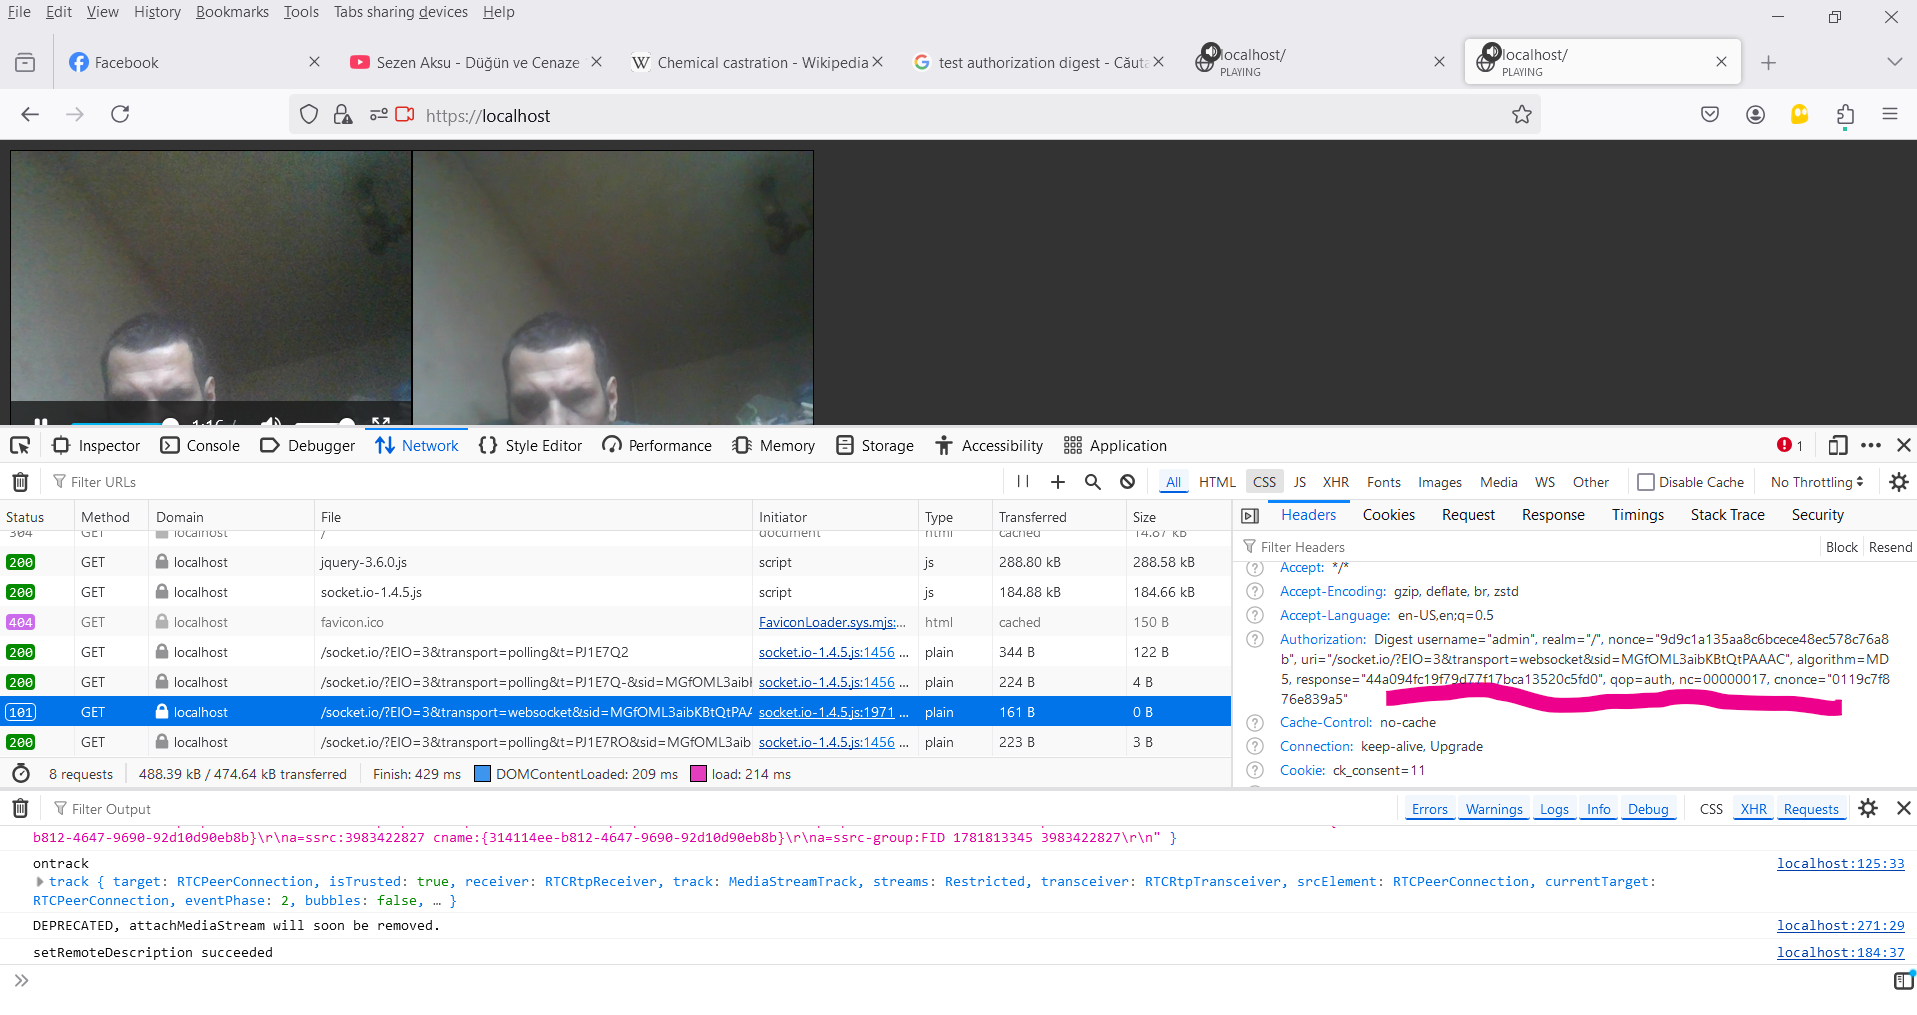 File Edit View History Bookmarks Tools Tabs sharing devices Help
Facebook
Sezen Aksu - Düğün ve Cenaze
Chemical castration - Wikipedia
test authorization digest - Căuta
localhost/
PLAYING
localhost/
PLAYING
https://localhost
Inspector Console Debugger Network Style Editor Performance Memory Storage Accessibility Application 1
Filter URLs All HTML CSS JS XHR Fonts Images Media WS Other Disable Cache No Throttling
Status Method Domain File Initiator Type Transferred Size
304 GET localhost / document html cached 14.87 kB
200 GET localhost jquery-3.6.0.js script js 288.80 kB 288.58 kB
200 GET localhost socket.io-1.4.5.js script js 184.88 kB 184.66 kB
404 GET localhost favicon.ico FaviconLoader.sys.mjs:... html cached 150 B
200 GET localhost /socket.io/?EIO=3&transport=polling&t=PJ1E7Q2 socket.io-1.4.5.js:1456 ... plain 344 B 122 B
200 GET localhost /socket.io/?EIO=3&transport=polling&t=PJ1E7Q-&sid=MGfOML3aibK socket.io-1.4.5.js:1456 ... plain 224 B 4 B
101 GET localhost /socket.io/?EIO=3&transport=websocket&sid=MGfOML3aibKBtQtPAA socket.io-1.4.5.js:1971 ... plain 161 B 0 B
200 GET localhost /socket.io/?EIO=3&transport=polling&t=PJ1E7RO&sid=MGfOML3aib socket.io-1.4.5.js:1456 ... plain 223 B 3 B
8 requests 488.39 kB / 474.64 kB transferred Finish: 429 ms DOMContentLoaded: 209 ms load: 214 ms
Headers Cookies Request Response Timings Stack Trace Security
Filter Headers Block Resend
Accept: */*
Accept-Encoding: gzip, deflate, br, zstd
Accept-Language: en-US,en;q=0.5
Authorization: Digest username="admin", realm="/", nonce="9d9c1a135aa8c6bcece48ec578c76a8
b", uri="/socket.io/?EIO=3&transport=websocket&sid=MGfOML3aibKBtQtPAAAC", algorithm=MD
5, response="44a094fc19f79d77f17bca13520c5fd0", qop=auth, nc=00000017, cnonce="0119c7f8
76e839a5"
Cache-Control: no-cache
Connection: keep-alive, Upgrade
Cookie: ck_consent=11
Filter Output Errors Warnings Logs Info Debug CSS XHR Requests
b812-4647-9690-92d10d90eb8b}\r\na=ssrc:3983422827 cname:{314114ee-b812-4647-9690-92d10d90eb8b}\r\na=ssrc-group:FID 1781813345 3983422827\r\n" }
ontrack localhost:125:33
track { target: RTCPeerConnection, isTrusted: true, receiver: RTCRtpReceiver, track: MediaStreamTrack, streams: Restricted, transceiver: RTCRtpTransceiver, srcElement: RTCPeerConnection, currentTarget:
RTCPeerConnection, eventPhase: 2, bubbles: false, … }
DEPRECATED, attachMediaStream will soon be removed. localhost:271:29
setRemoteDescription succeeded localhost:184:37